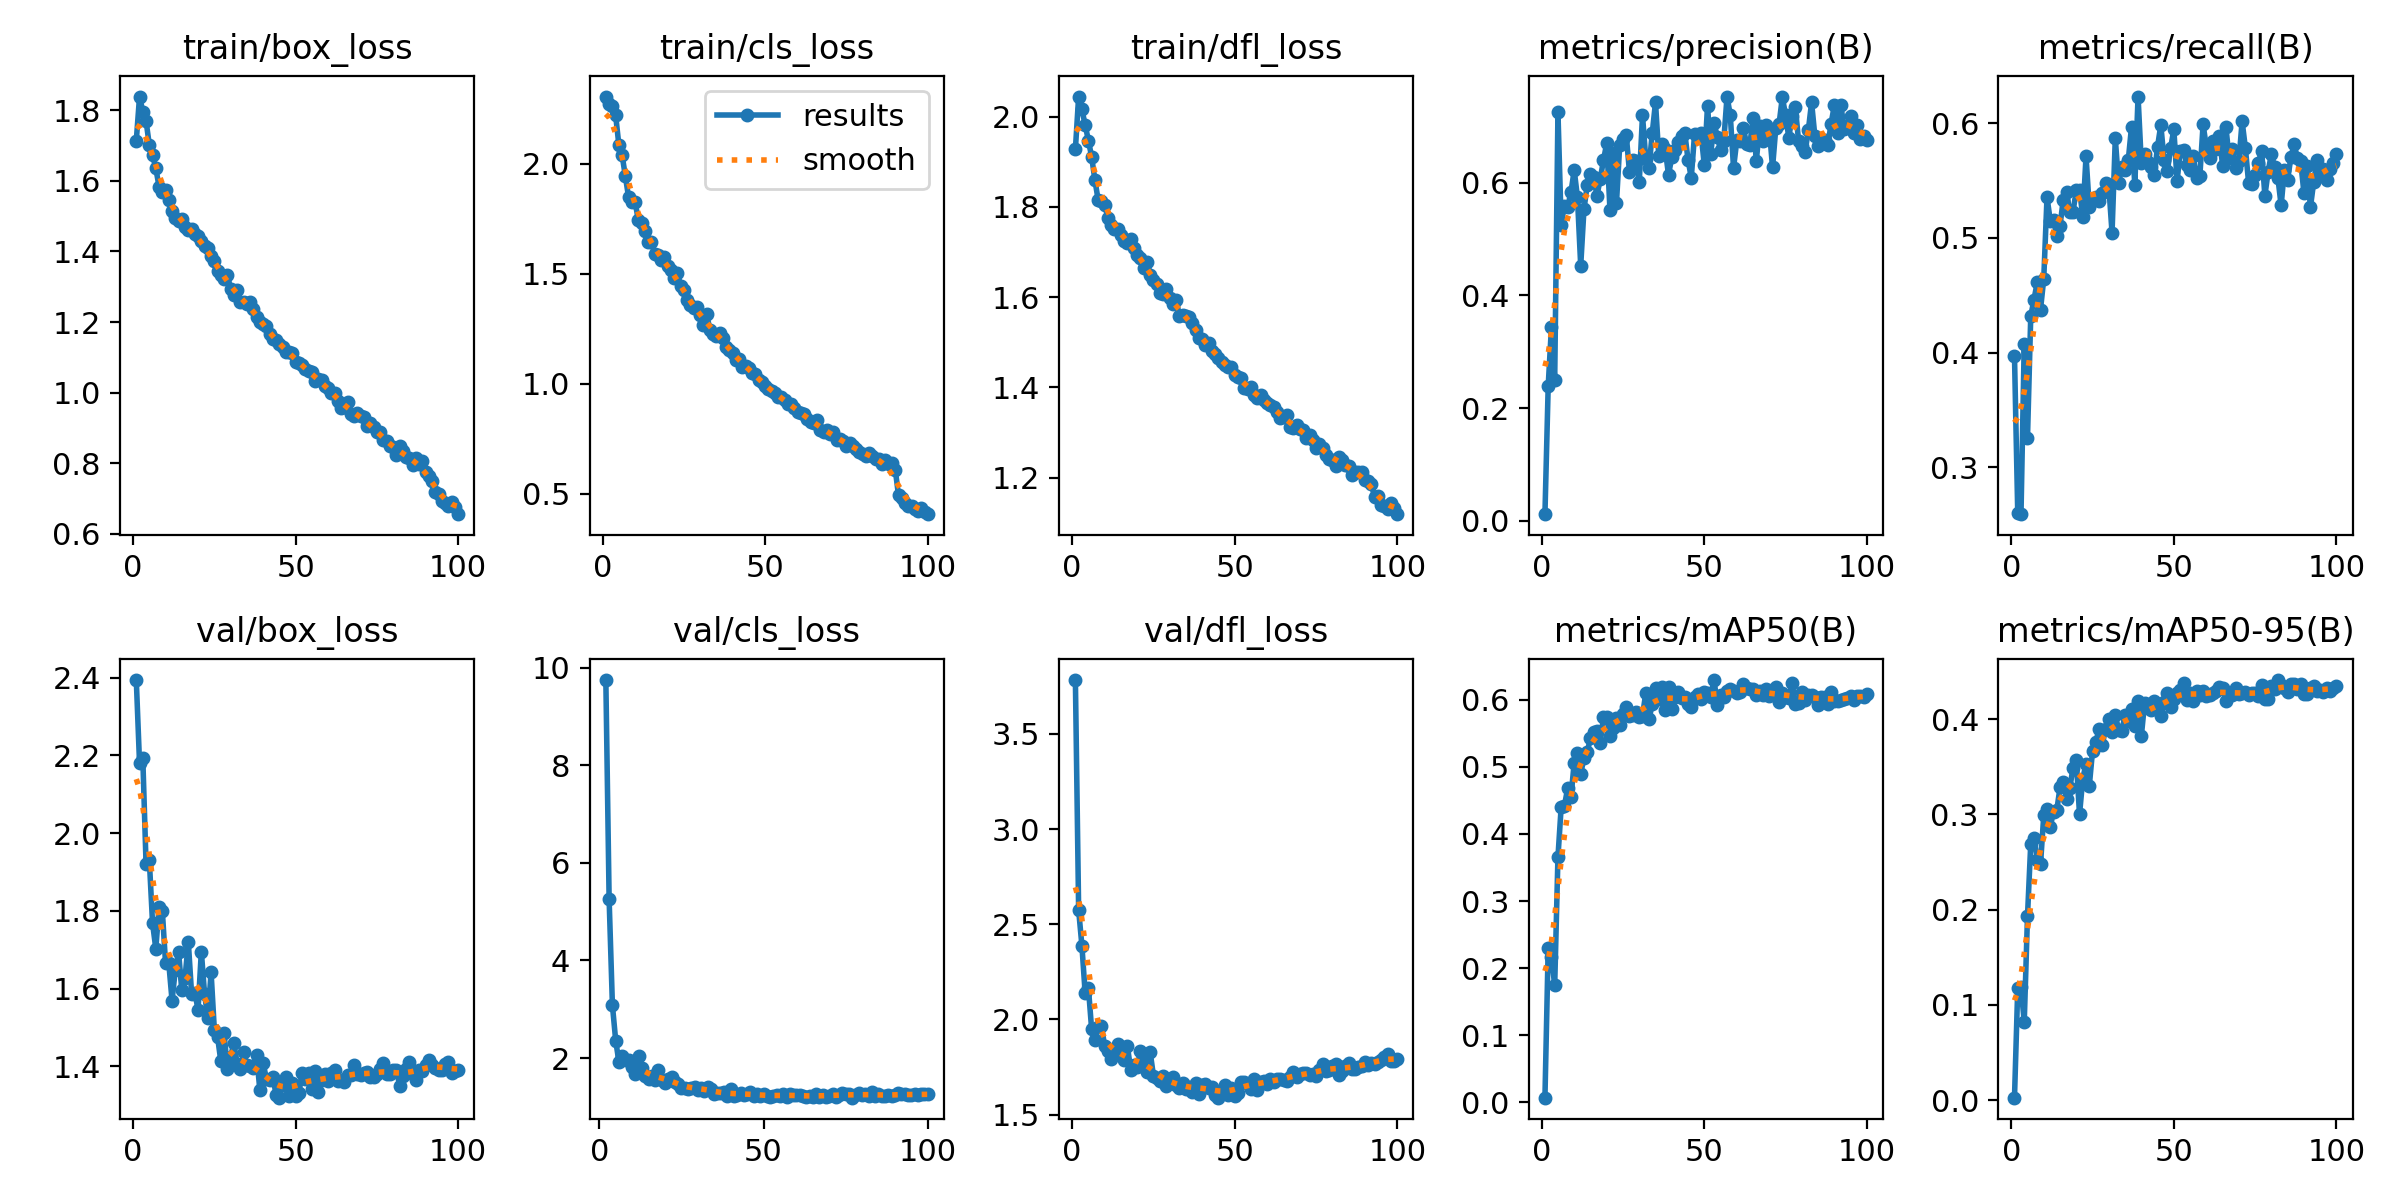 train/box_loss
train/cls_loss
train/dfl_loss
metrics/precision(B)
metrics/recall(B)
1.8
1.6
1.4
1.2
1.0
0.8
0.6
0 50 100
results
smooth
2.0
1.5
1.0
0.5
0 50 100
2.0
1.8
1.6
1.4
1.2
0 50 100
0.6
0.4
0.2
0.0
0 50 100
0.6
0.5
0.4
0.3
0 50 100
val/box_loss
val/cls_loss
val/dfl_loss
metrics/mAP50(B)
metrics/mAP50-95(B)
2.4
2.2
2.0
1.8
1.6
1.4
0 50 100
10
8
6
4
2
0 50 100
3.5
3.0
2.5
2.0
1.5
0 50 100
0.6
0.5
0.4
0.3
0.2
0.1
0.0
0 50 100
0.4
0.3
0.2
0.1
0.0
0 50 100